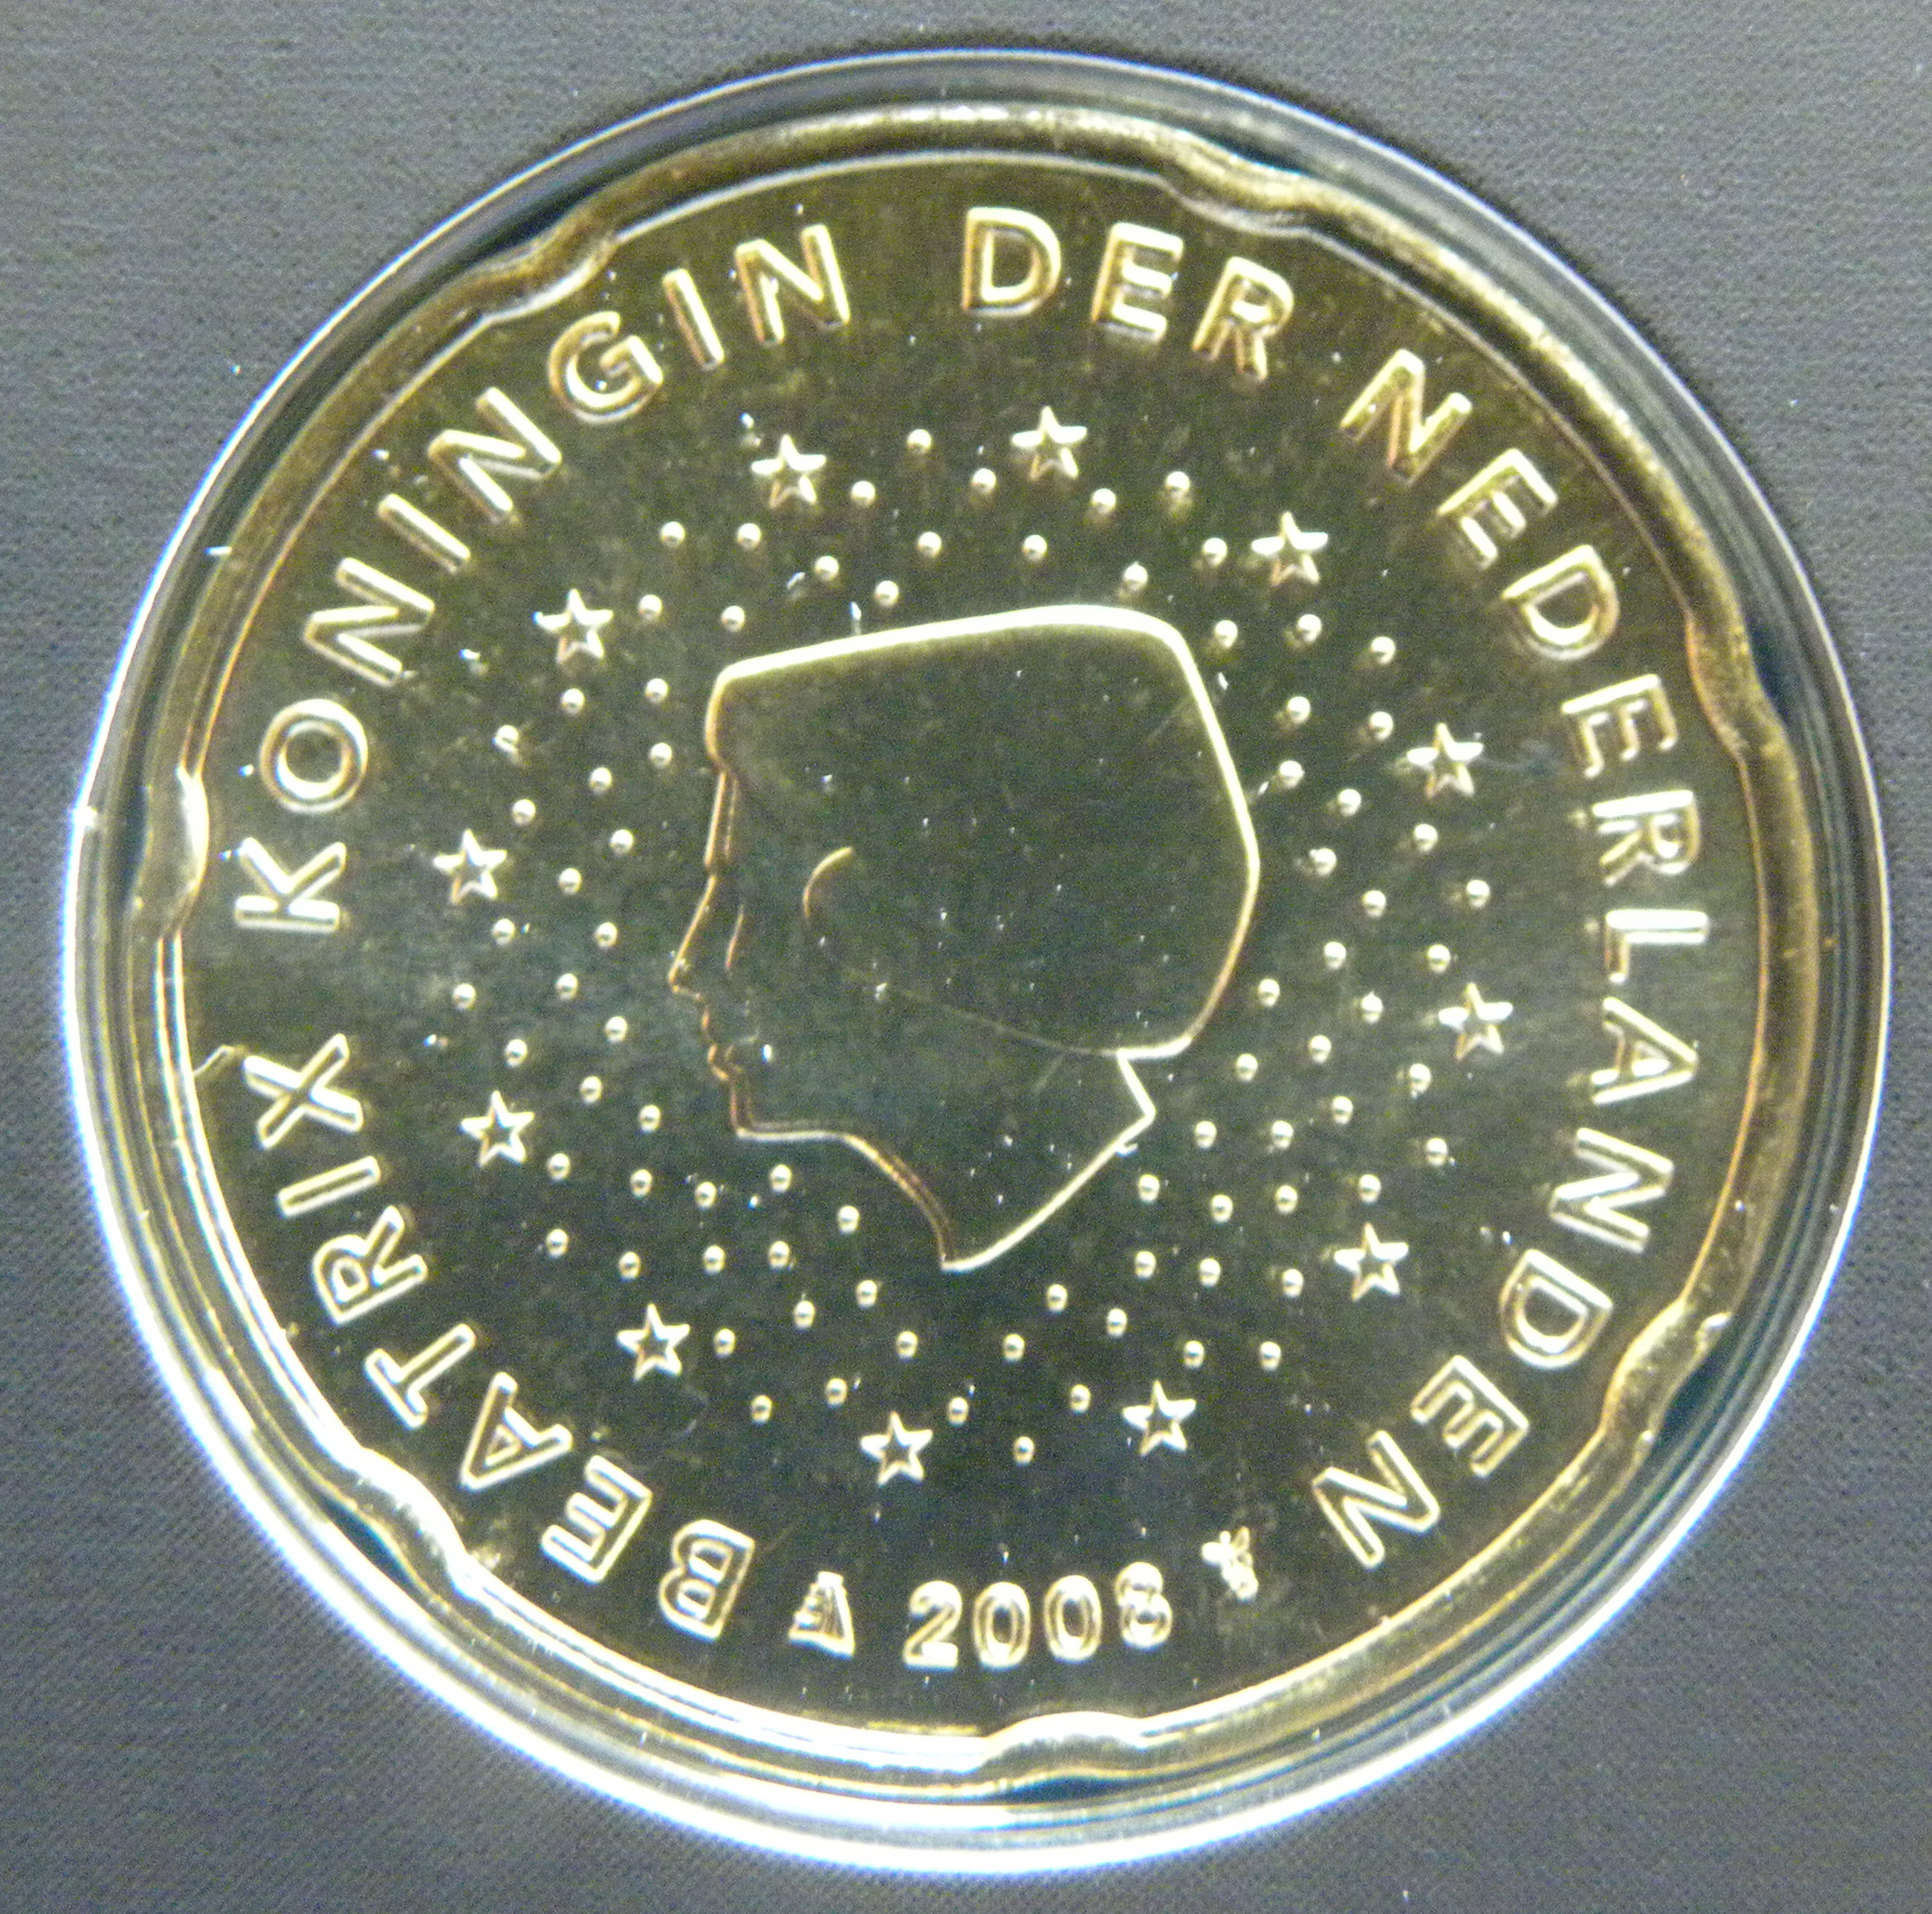 BEATRIX KONINGIN DER NEDERLANDEN
2008